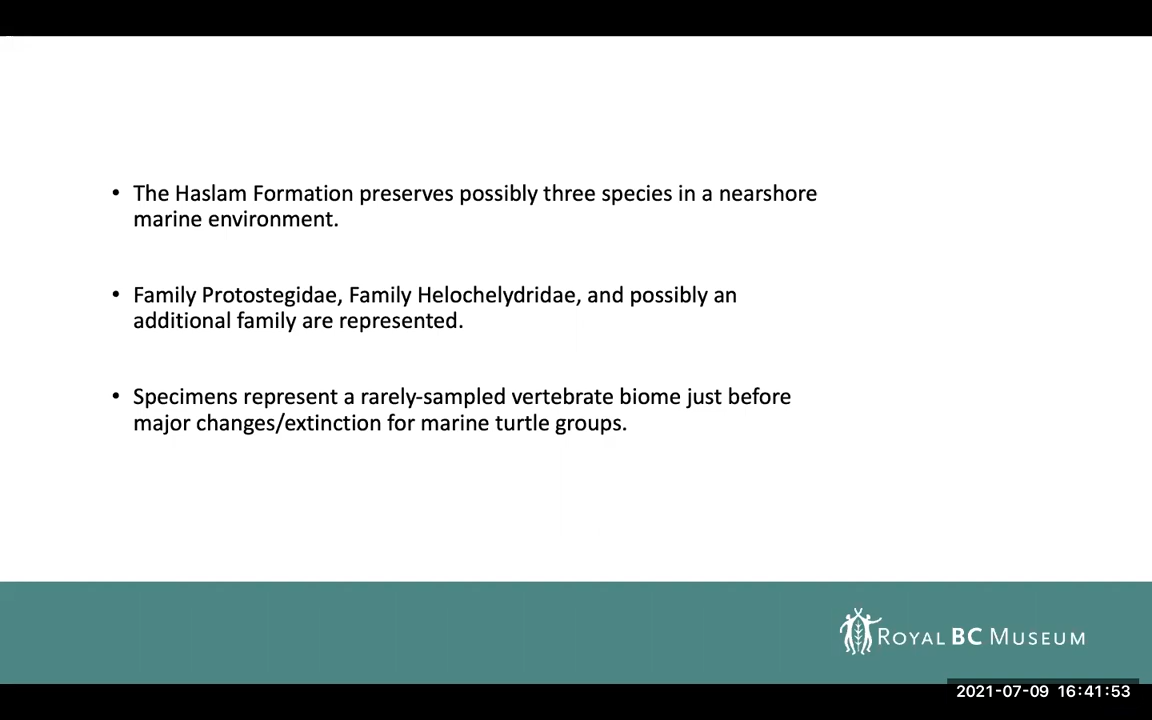 • The Haslam Formation preserves possibly three species in a nearshore
marine environment.
• Family Protostegidae, Family Helochelydridae, and possibly an
additional family are represented.
• Specimens represent a rarely-sampled vertebrate biome just before
major changes/extinction for marine turtle groups.
ROYAL BC MUSEUM
2021-07-09 16:41:53